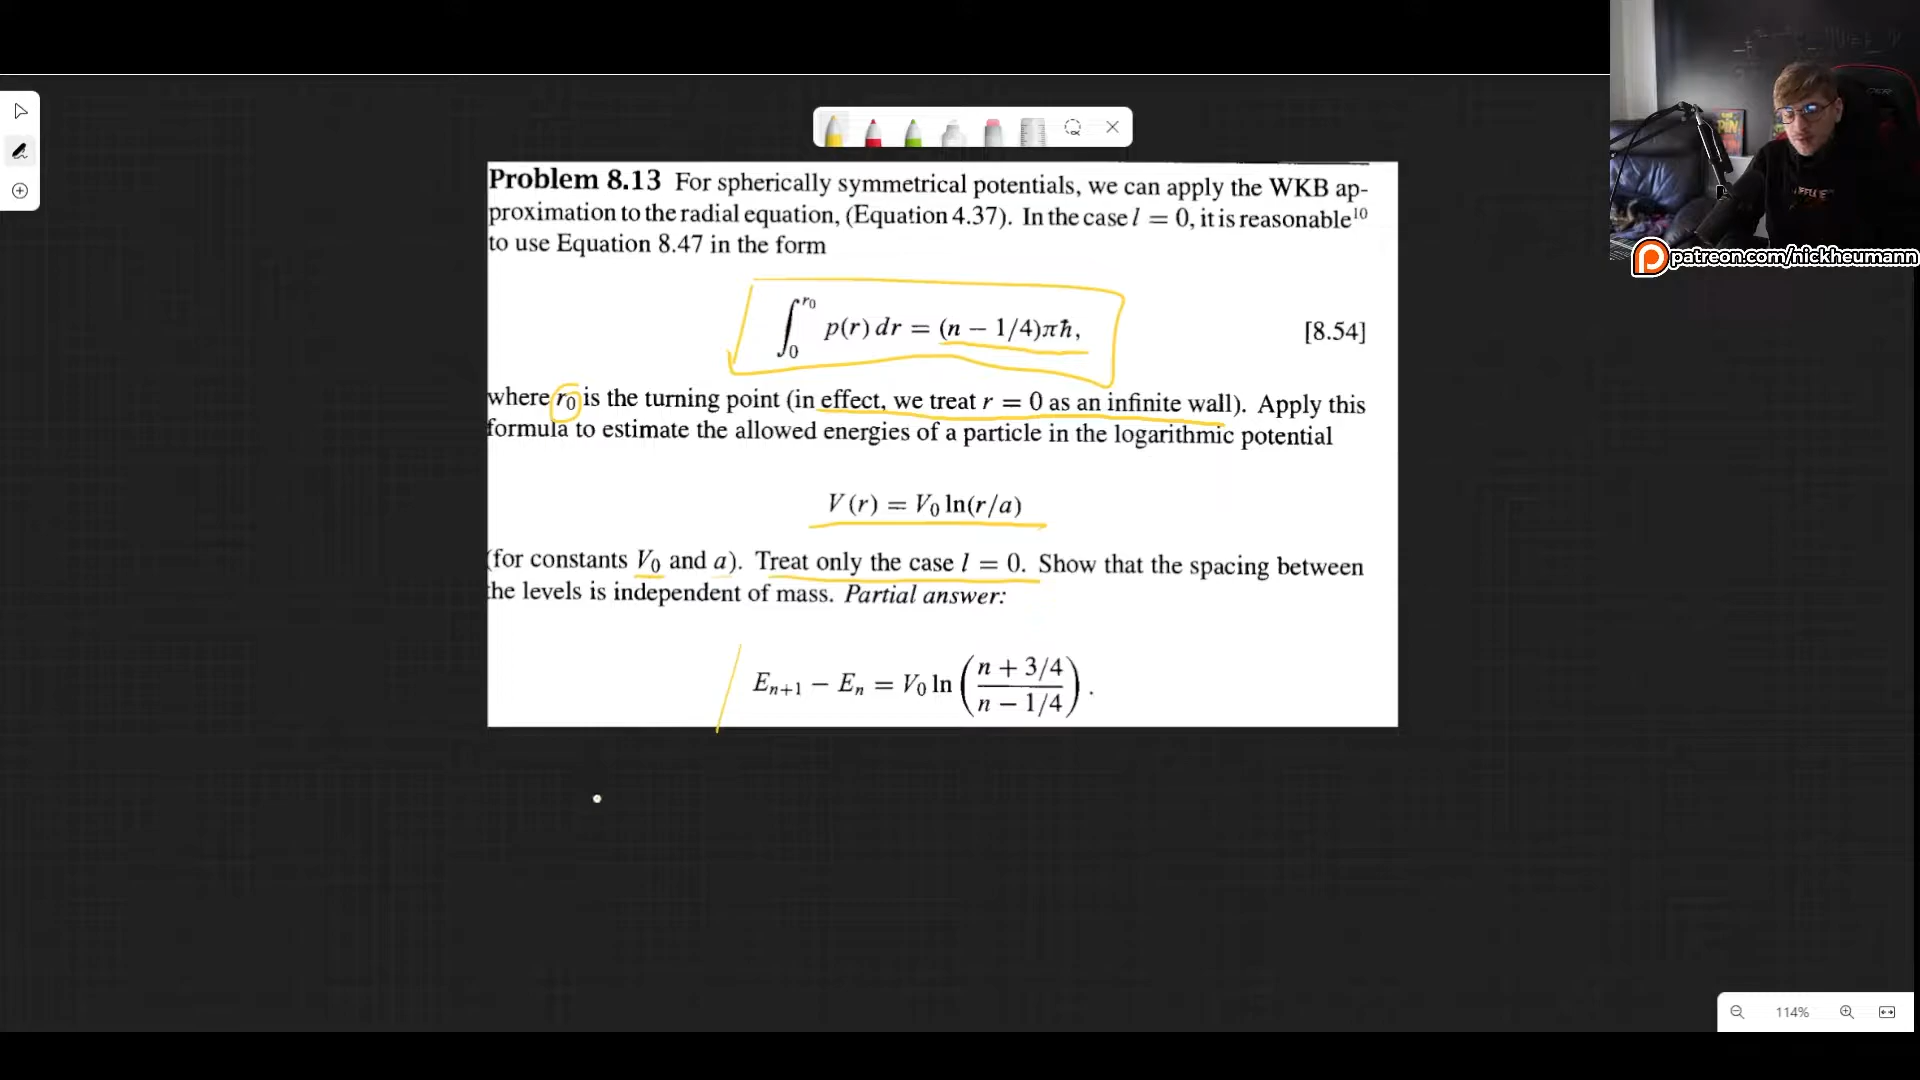 patreon.com/nickheumann
Problem 8.13 For spherically symmetrical potentials, we can apply the WKB ap-
proximation to the radial equation, (Equation 4.37). In the case l = 0, it is reasonable¹⁰
to use Equation 8.47 in the form
∫₀^r₀ p(r) dr = (n − 1/4)πħ, [8.54]
where r₀ is the turning point (in effect, we treat r = 0 as an infinite wall). Apply this
formula to estimate the allowed energies of a particle in the logarithmic potential
V(r) = V₀ ln(r/a)
(for constants V₀ and a). Treat only the case l = 0. Show that the spacing between
the levels is independent of mass. Partial answer:
Eₙ₊₁ − Eₙ = V₀ ln((n + 3/4)/(n − 1/4)).
114%